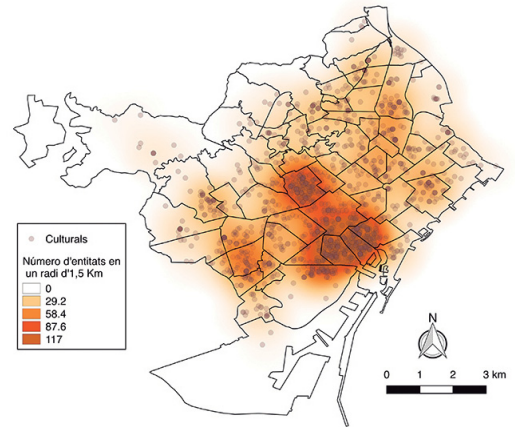 Culturals
Número d'entitats en
un radi d'1,5 Km
0
29.2
58.4
87.6
117
N
0 1 2 3 km